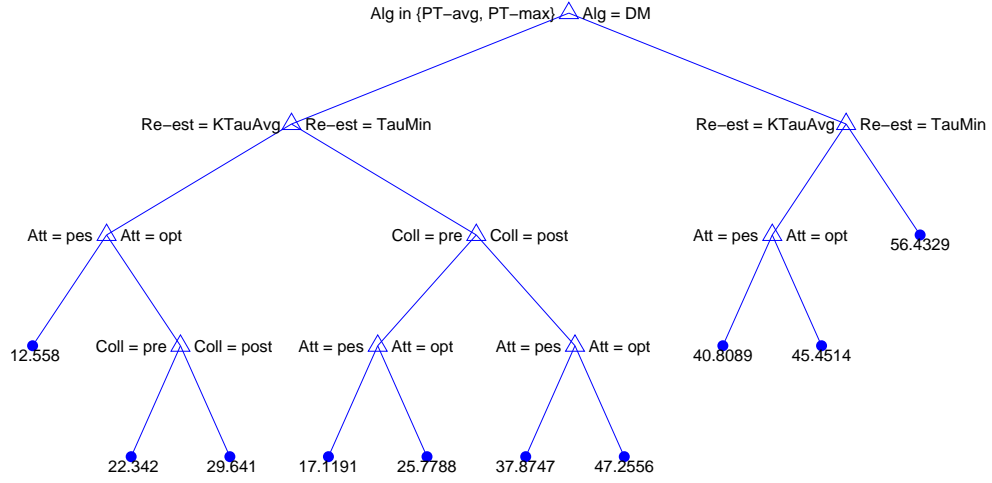 Alg in {PT-avg, PT-max} Alg = DM
Re-est = KTauAvg Re-est = TauMin Re-est = KTauAvg Re-est = TauMin
Att = pes Att = opt Coll = pre Coll = post Att = pes Att = opt 56.4329
12.558 Coll = pre Coll = post Att = pes Att = opt Att = pes Att = opt 40.8089 45.4514
22.342 29.641 17.1191 25.7788 37.8747 47.2556